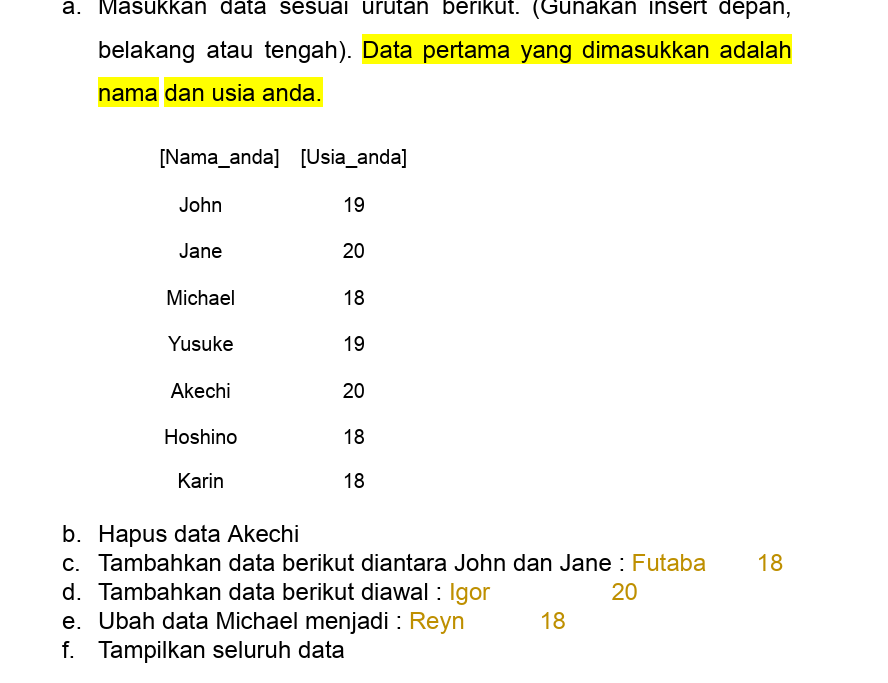 a. Masukkan data sesuai urutan berikut. (Gunakan insert depan,
belakang atau tengah). Data pertama yang dimasukkan adalah
nama dan usia anda.
[Nama_anda] [Usia_anda]
John 19
Jane 20
Michael 18
Yusuke 19
Akechi 20
Hoshino 18
Karin 18
b. Hapus data Akechi
c. Tambahkan data berikut diantara John dan Jane : Futaba 18
d. Tambahkan data berikut diawal : Igor 20
e. Ubah data Michael menjadi : Reyn 18
f. Tampilkan seluruh data